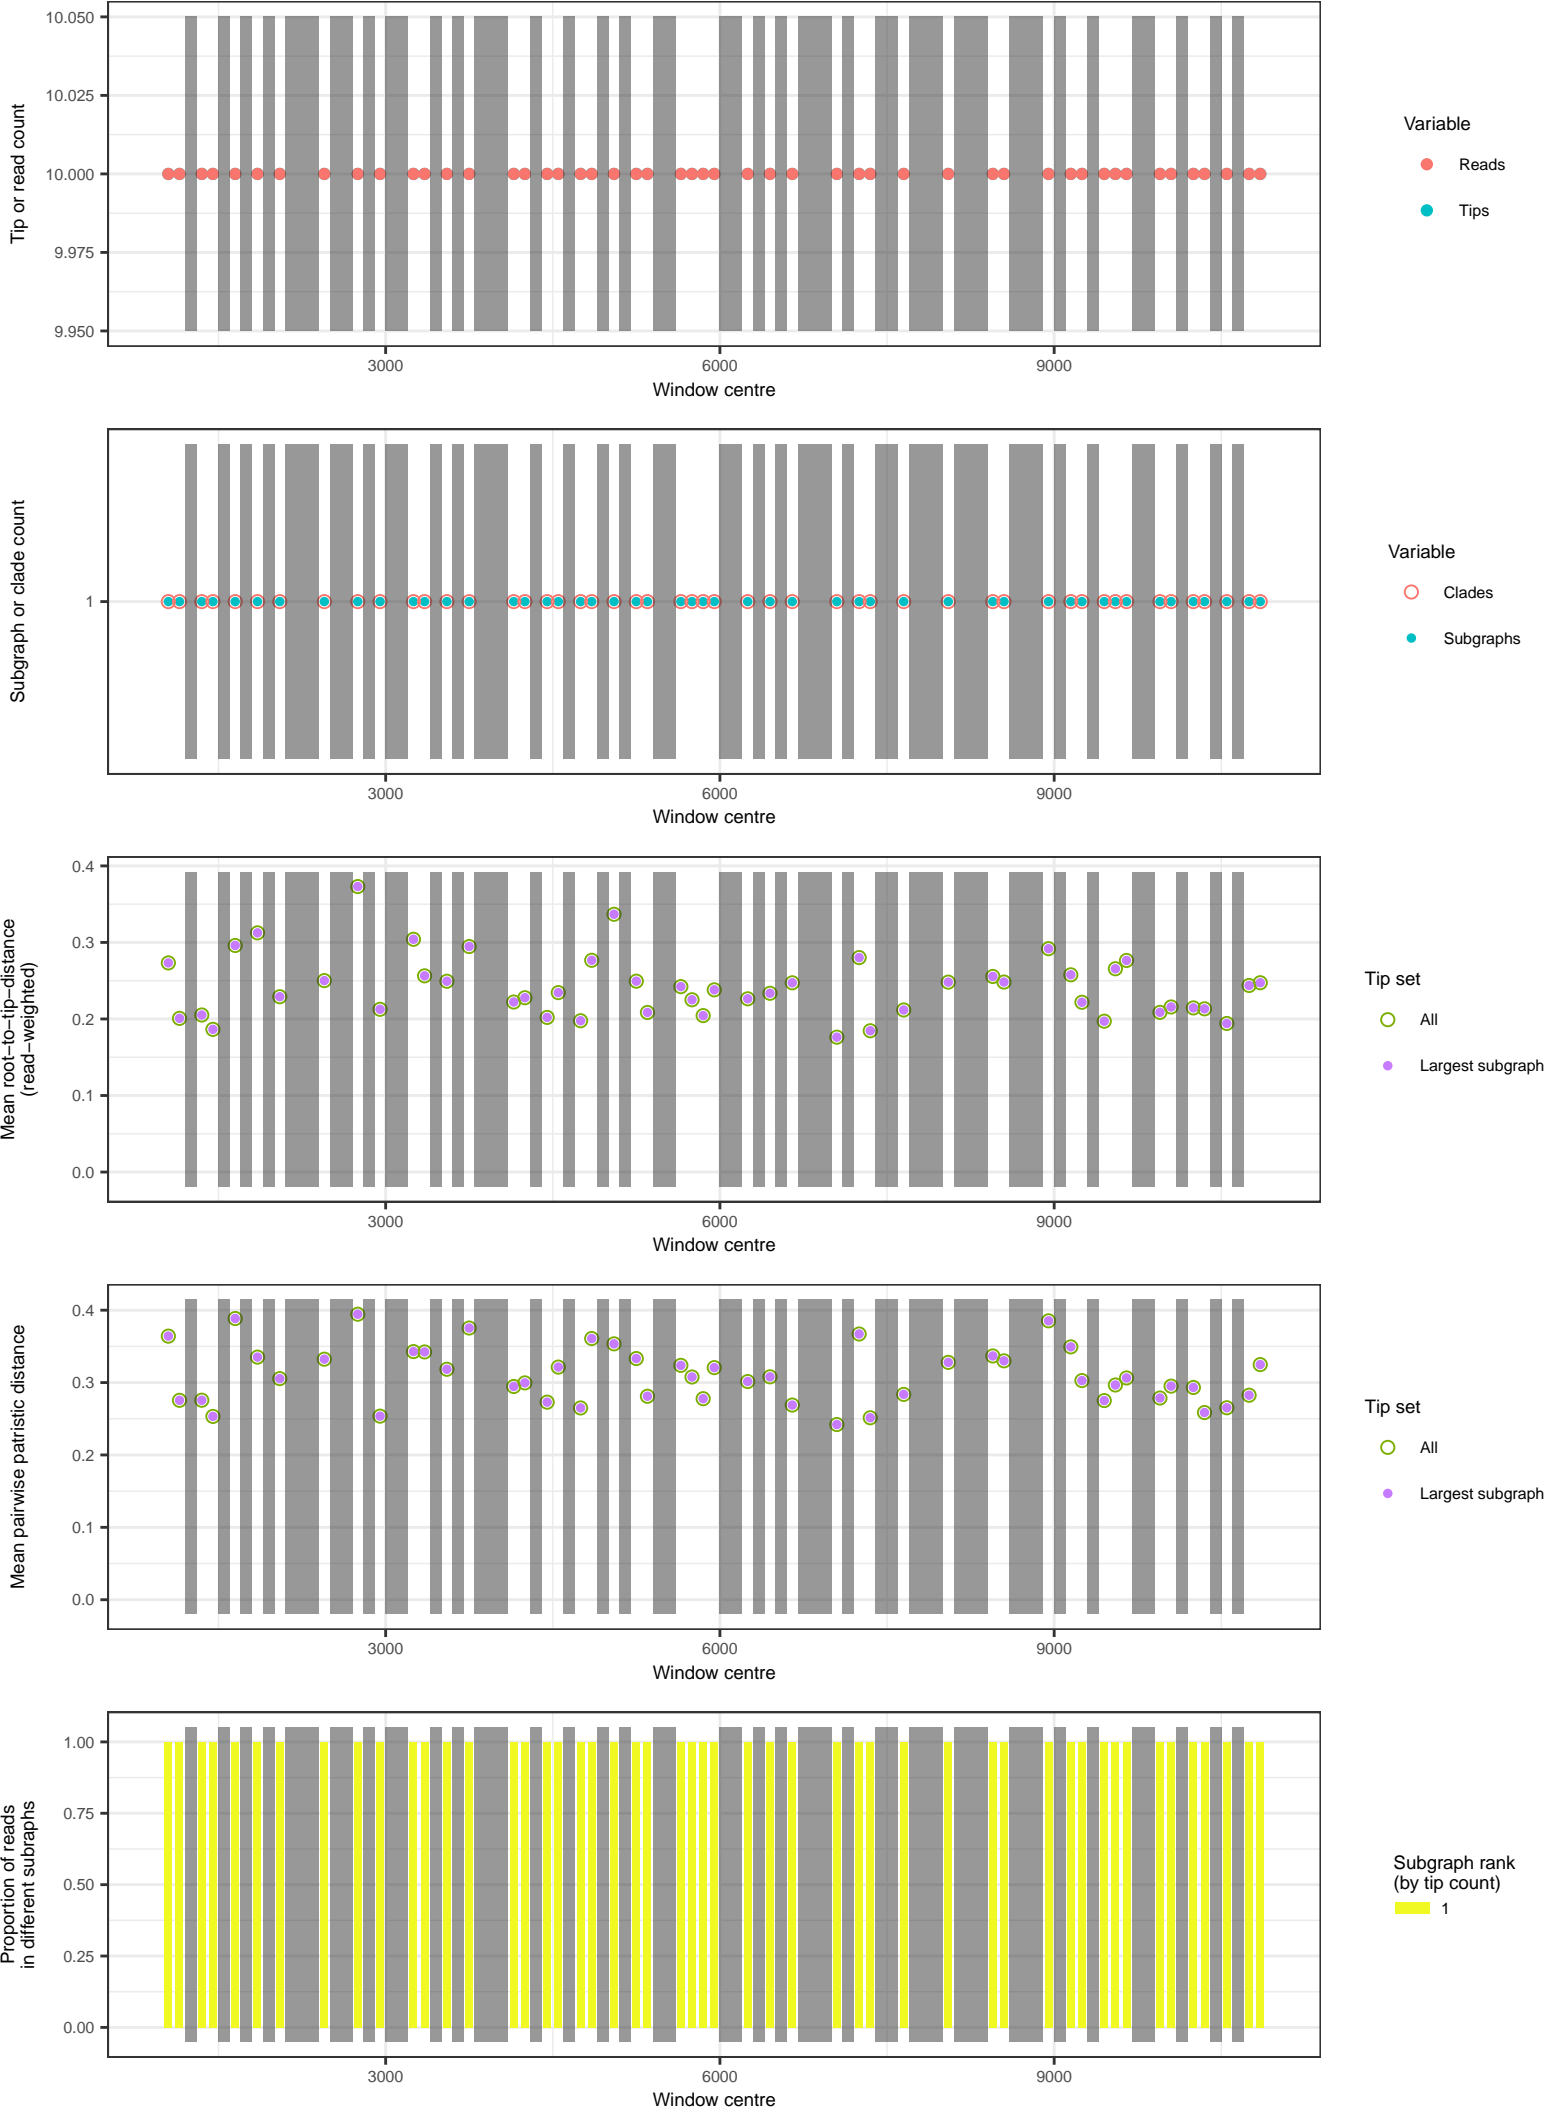 10.050
10.025
10.000
9.975
9.950
Tip or read count
3000
6000
9000
Window centre
Variable
Reads
Tips
1
Subgraph or clade count
3000
6000
9000
Window centre
Variable
Clades
Subgraphs
0.4
0.3
0.2
0.1
0.0
Mean root−to−tip−distance
(read−weighted)
3000
6000
9000
Window centre
Tip set
All
Largest subgraph
0.4
0.3
0.2
0.1
0.0
Mean pairwise patristic distance
3000
6000
9000
Window centre
Tip set
All
Largest subgraph
1.00
0.75
0.50
0.25
0.00
Proportion of reads
in different subraphs
3000
6000
9000
Window centre
Subgraph rank
(by tip count)
1